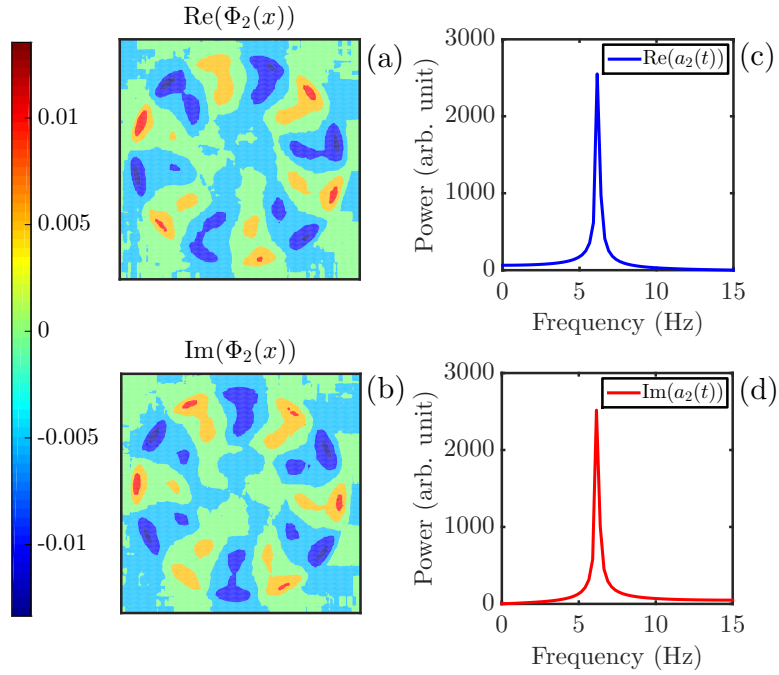 Re(Φ₂(x))
(a)
0.01
0.005
0
-0.005
-0.01
Im(Φ₂(x))
(b)
(c)
Re(a₂(t))
Power (arb. unit)
3000
2000
1000
0
0 5 10 15
Frequency (Hz)
(d)
Im(a₂(t))
Power (arb. unit)
3000
2000
1000
0
0 5 10 15
Frequency (Hz)